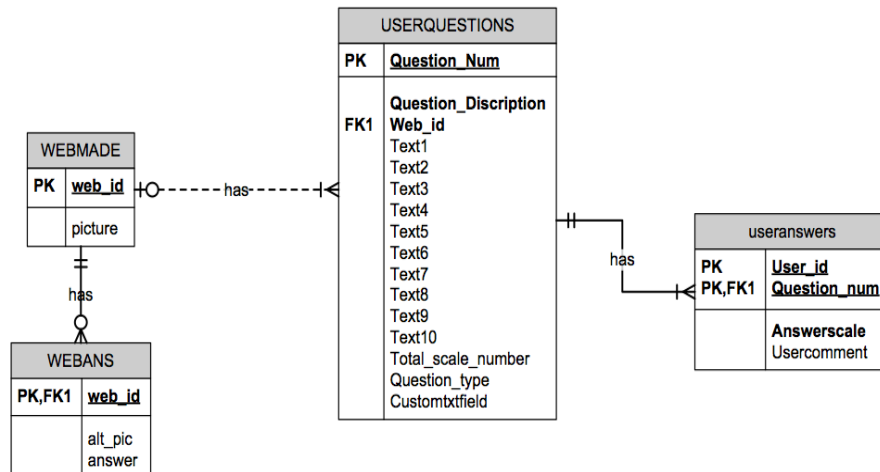 USERQUESTIONS
PK Question_Num
Question_Discription
FK1 Web_id
Text1
Text2
Text3
Text4
Text5
Text6
Text7
Text8
Text9
Text10
Total_scale_number
Question_type
Customtxtfield
WEBMADE
PK web_id
picture
has
has
WEBANS
PK,FK1 web_id
alt_pic
answer
has
useranswers
PK User_id
PK,FK1 Question_num
Answerscale
Usercomment